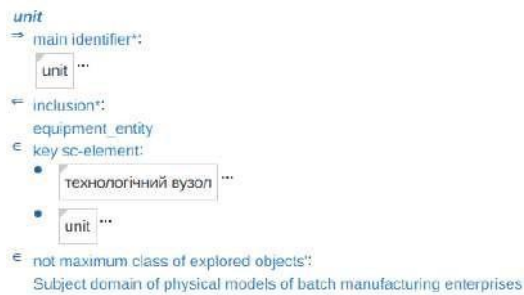 unit
⇒ main identifier*:
unit ...
⇐ inclusion*:
equipment_entity
∈ key sc-element:
• технологічний вузол ...
• unit ...
∈ not maximum class of explored objects':
Subject domain of physical models of batch manufacturing enterprises